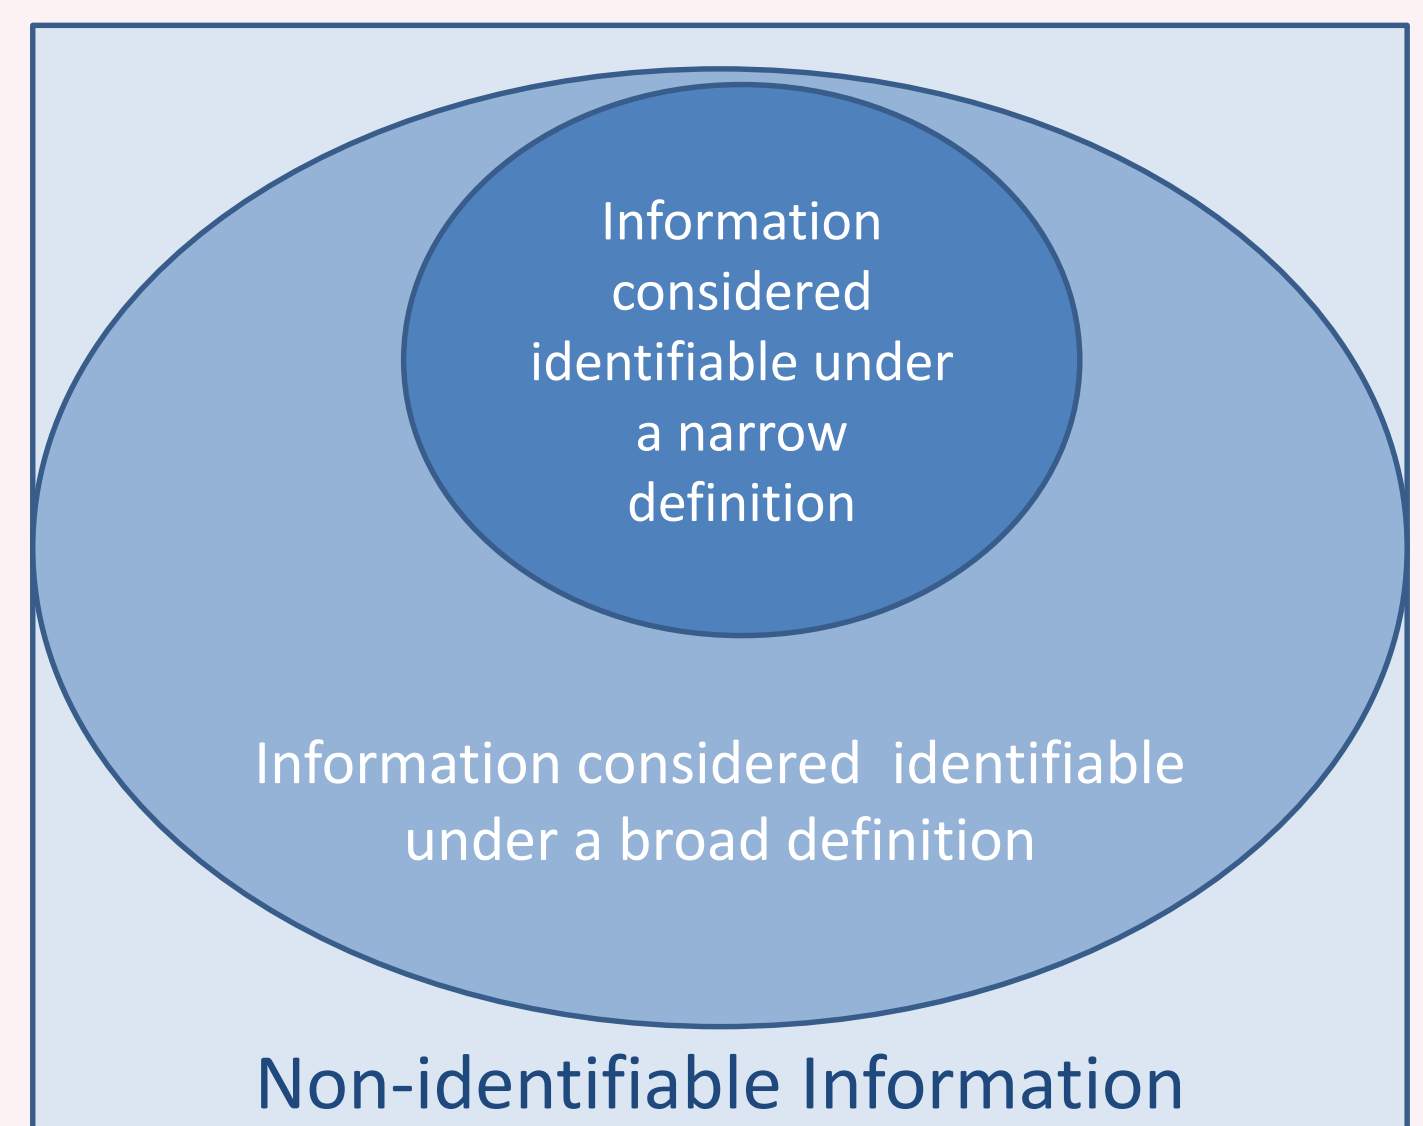 Information
considered
identifiable under
a narrow
definition
Information considered  identifiable
under a broad definition
Non-identifiable Information